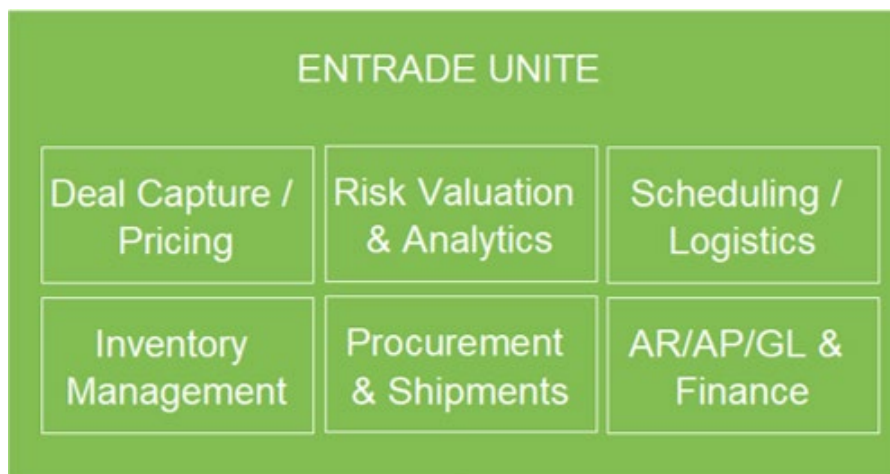 ENTRADE UNITE
Deal Capture /
Pricing
Risk Valuation
& Analytics
Scheduling /
Logistics
Inventory
Management
Procurement
& Shipments
AR/AP/GL &
Finance